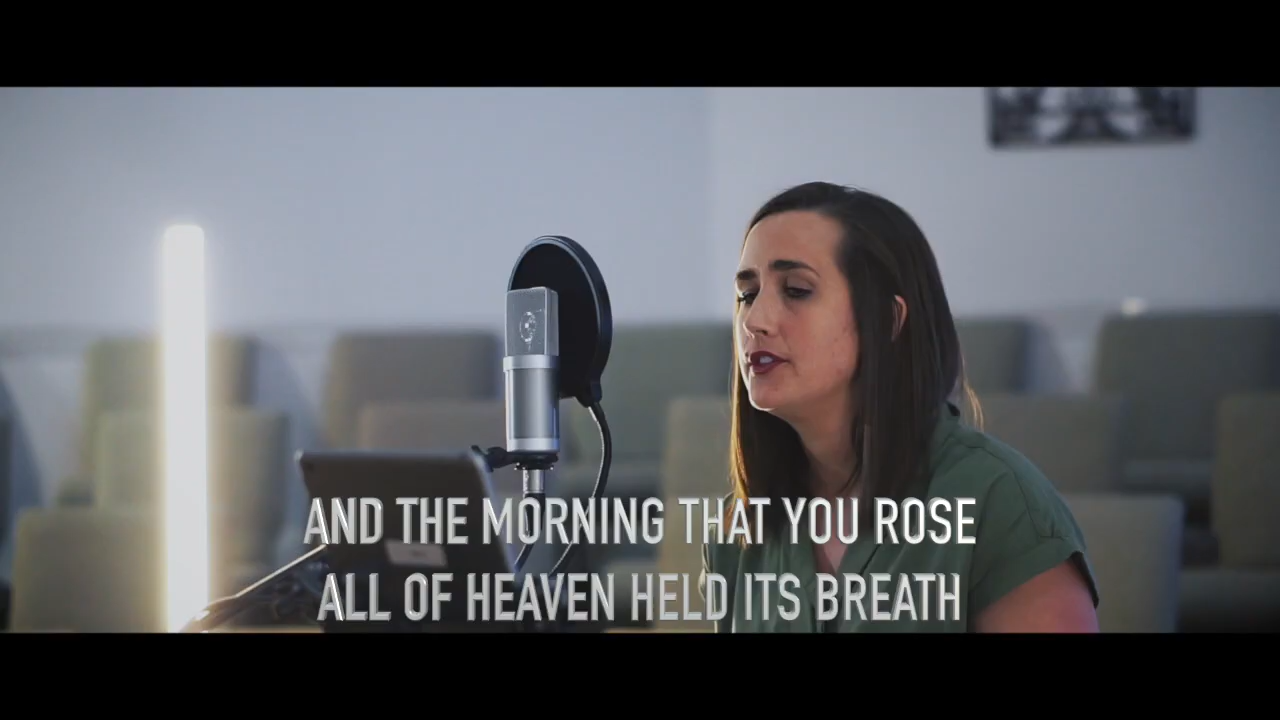 AND THE MORNING THAT YOU ROSE
ALL OF HEAVEN HELD ITS BREATH